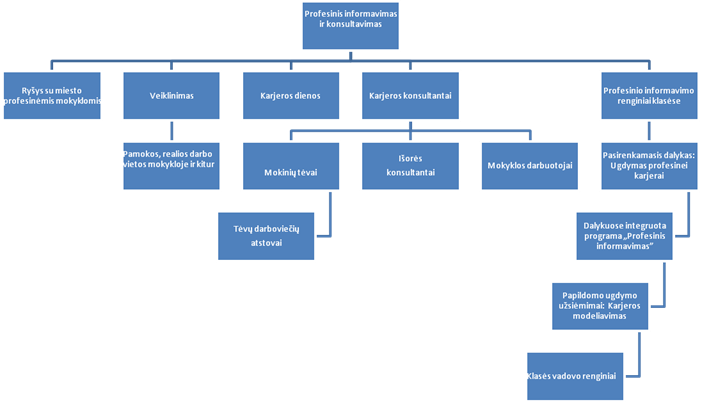 Profesinis informavimas
ir konsultavimas
Ryšys su miesto
profesinėmis mokyklomis
Veiklinimas
Karjeros dienos
Karjeros konsultantai
Profesinio informavimo
renginiai klasėse
Pamokos, realios darbo
vietos mokykloje ir kitur
Mokinių tėvai
Išorės
konsultantai
Mokyklos darbuotojai
Pasirenkamasis dalykas:
Ugdymas profesinei
karjerai
Tėvų darboviečių
atstovai
Dalykuose integruota
programa „Profesinis
informavimas”
Papildomo ugdymo
užsiėmimai: Karjeros
modeliavimas
Klasės vadovo renginiai